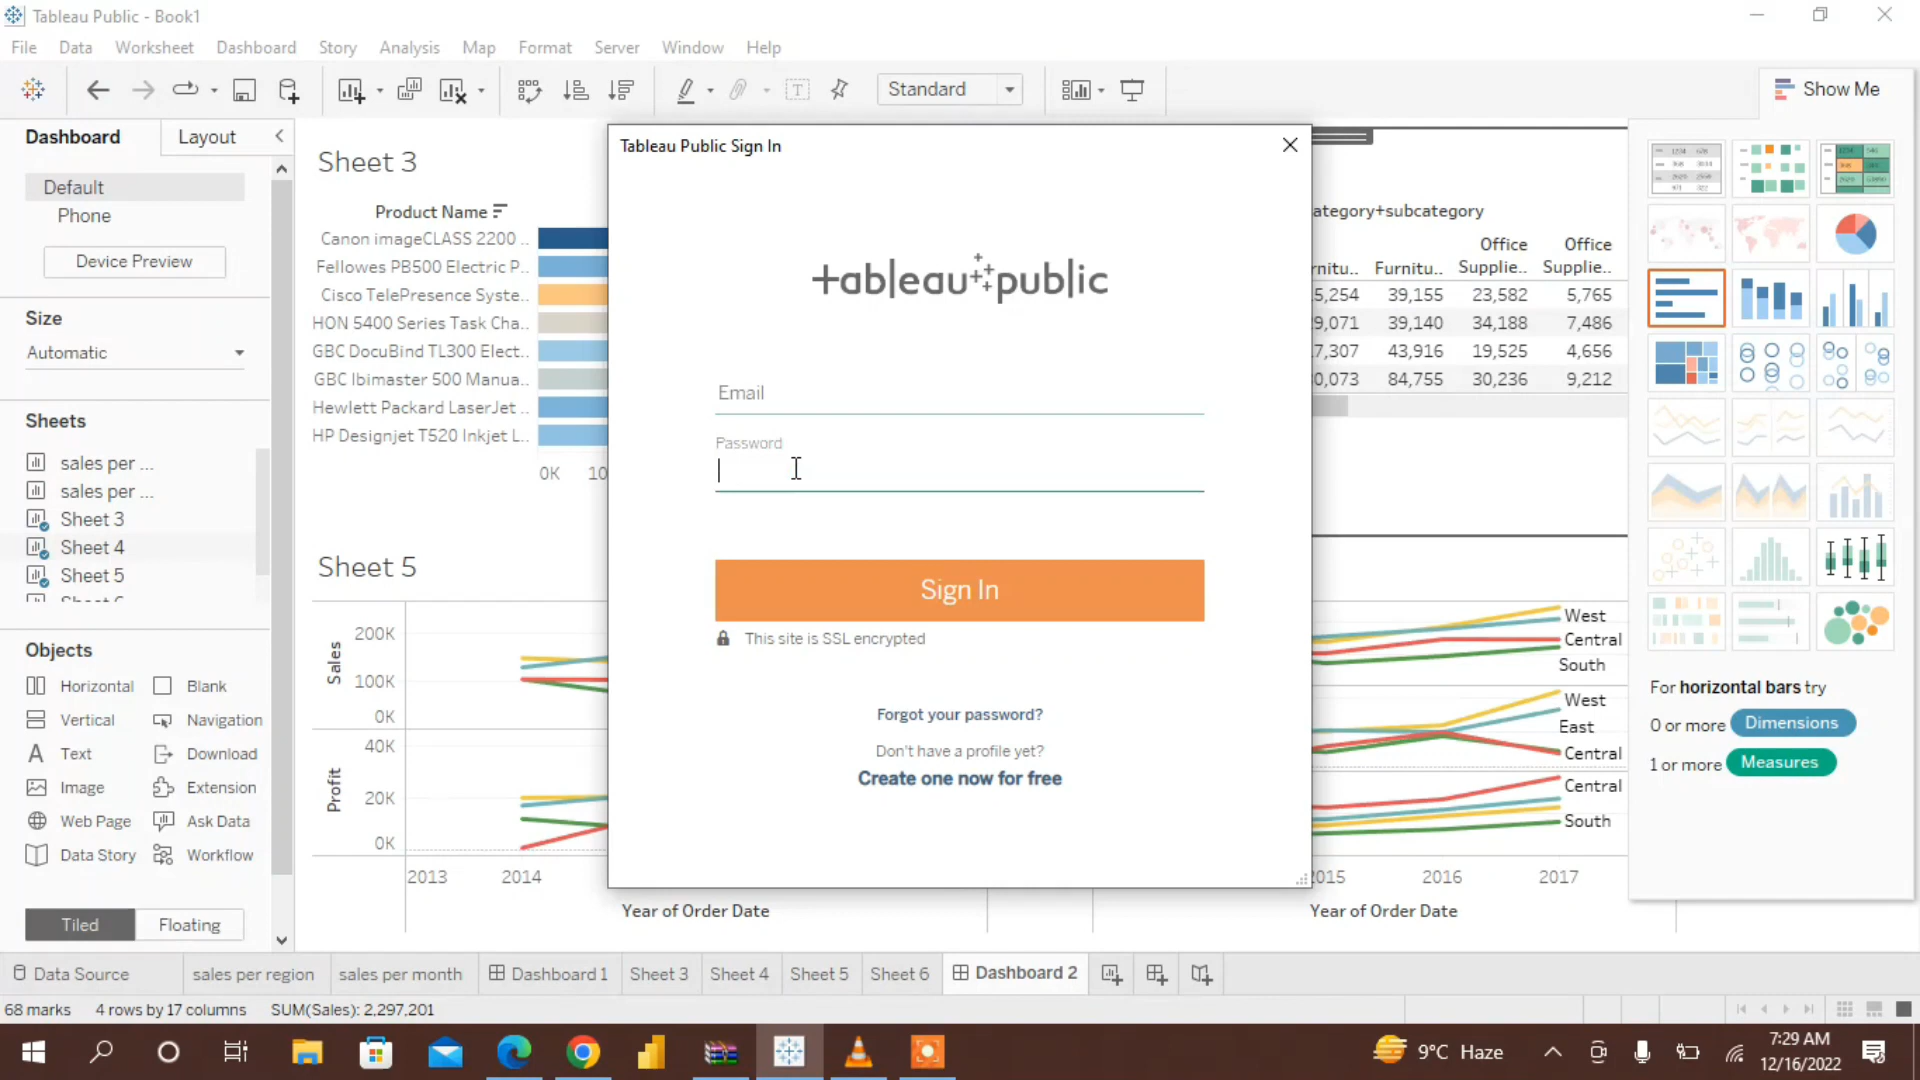 Tableau Public - Book1
File Data Worksheet Dashboard Story Analysis Map Format Server Window Help
Standard
Show Me
Dashboard Layout
Default
Phone
Device Preview
Size
Automatic
Sheets
sales per ...
sales per ...
Sheet 3
Sheet 4
Sheet 5
Objects
Horizontal Blank
Vertical Navigation
Text Download
Image Extension
Web Page Ask Data
Data Story Workflow
Tiled Floating
Sheet 3
Product Name
Canon imageCLASS 2200 ..
Fellowes PB500 Electric P..
Cisco TelePresence Syste..
HON 5400 Series Task Cha..
GBC DocuBind TL300 Elect..
GBC Ibimaster 500 Manua..
Hewlett Packard LaserJet ..
HP Designjet T520 Inkjet L..
0K 10
Sheet 5
Sales
200K
100K
0K
Profit
40K
20K
0K
2013 2014
Year of Order Date
Tableau Public Sign In
tableau public
Email
Password
Sign In
This site is SSL encrypted
Forgot your password?
Don't have a profile yet?
Create one now for free
ategory+subcategory
Office Office
rnitu.. Furnitu.. Supplie.. Supplie..
5,254 39,155 23,582 5,765
9,071 39,140 34,188 7,486
7,307 43,916 19,525 4,656
0,073 84,755 30,236 9,212
West
Central
South
West
East
Central
Central
South
2015 2016 2017
Year of Order Date
For horizontal bars try
0 or more Dimensions
1 or more Measures
Data Source sales per region sales per month Dashboard 1 Sheet 3 Sheet 4 Sheet 5 Sheet 6 Dashboard 2
68 marks 4 rows by 17 columns SUM(Sales): 2,297,201
9°C Haze
7:29 AM
12/16/2022